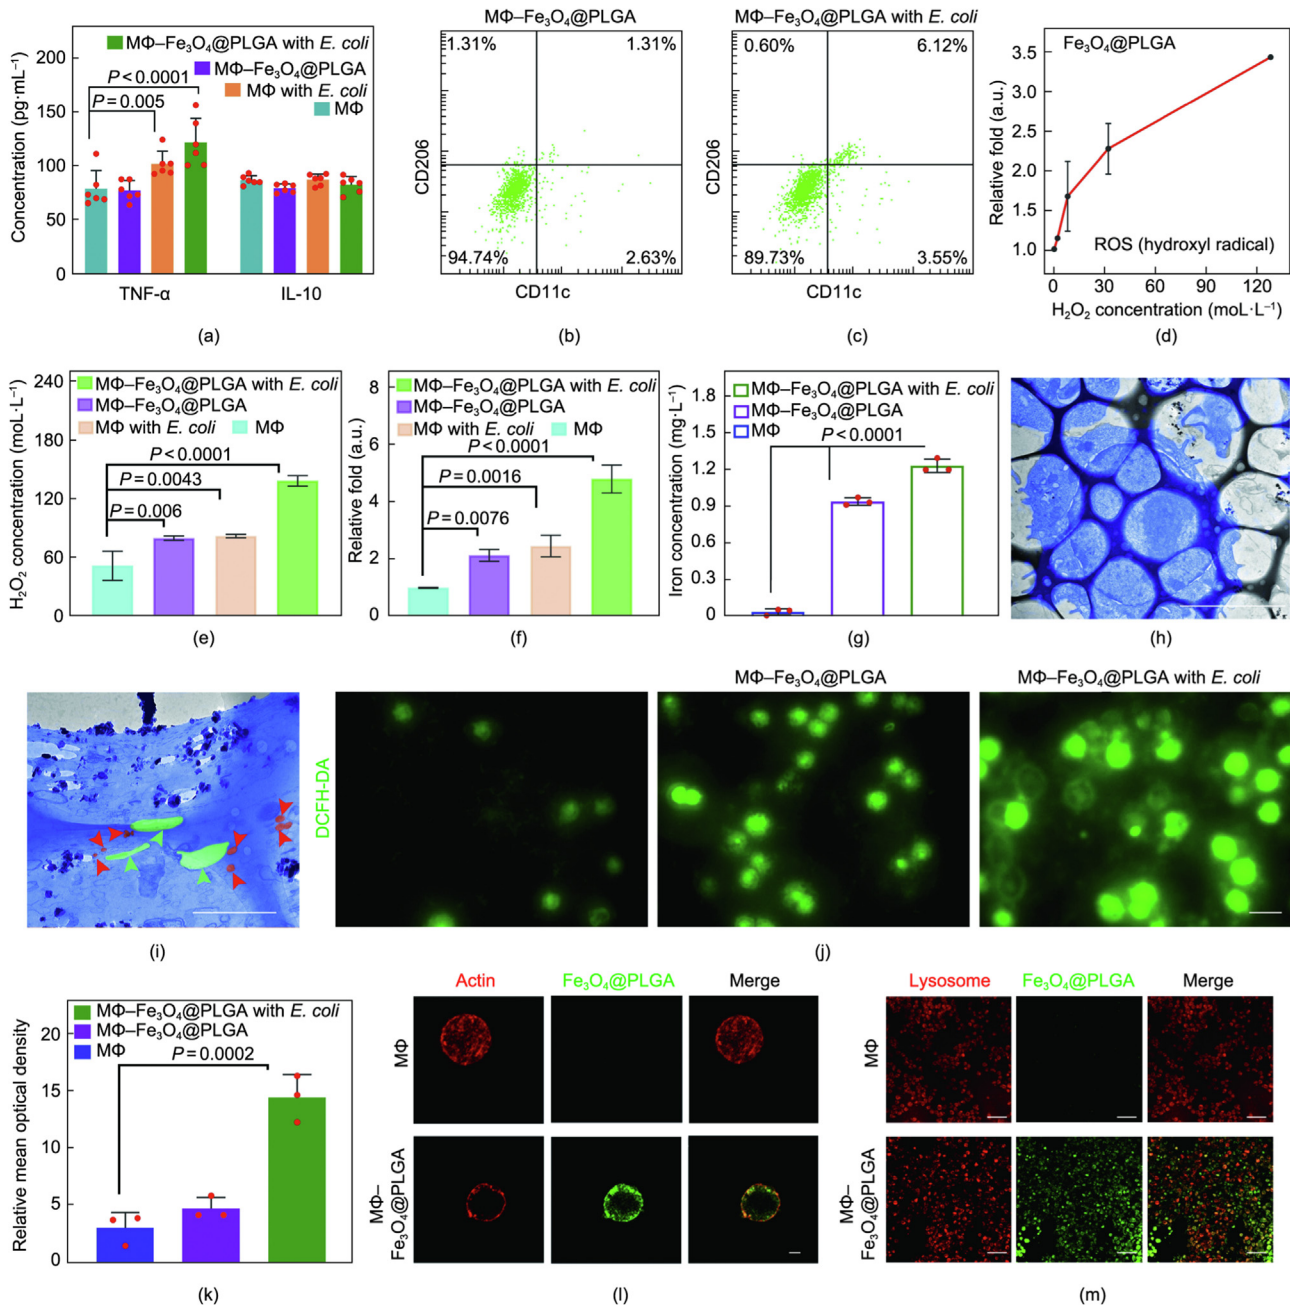 MΦ–Fe₃O₄@PLGA with E. coli
MΦ–Fe₃O₄@PLGA
MΦ with E. coli
MΦ
P < 0.0001
P = 0.005
Concentration (pg·mL⁻¹)
200
150
100
50
0
TNF-α IL-10
(a)
MΦ–Fe₃O₄@PLGA
1.31% 1.31%
CD206
94.74% 2.63%
CD11c
(b)
MΦ–Fe₃O₄@PLGA with E. coli
0.60% 6.12%
CD206
89.73% 3.55%
CD11c
(c)
Fe₃O₄@PLGA
Relative fold (a.u.)
3.5
3.0
2.5
2.0
1.5
1.0
ROS (hydroxyl radical)
0 30 60 90 120
H₂O₂ concentration (moL·L⁻¹)
(d)
H₂O₂ concentration (moL·L⁻¹)
240
180
120
60
0
MΦ–Fe₃O₄@PLGA with E. coli
MΦ–Fe₃O₄@PLGA
MΦ with E. coli MΦ
P < 0.0001
P = 0.0043
P = 0.006
(e)
Relative fold (a.u.)
8
6
4
2
0
MΦ–Fe₃O₄@PLGA with E. coli
MΦ–Fe₃O₄@PLGA
MΦ with E. coli MΦ
P < 0.0001
P = 0.0016
P = 0.0076
(f)
Iron concentration (mg·L⁻¹)
1.8
1.5
1.2
0.9
0.6
0.3
0
MΦ–Fe₃O₄@PLGA with E. coli
MΦ–Fe₃O₄@PLGA
MΦ
P < 0.0001
(g)
(h)
(i)
DCFH-DA
MΦ–Fe₃O₄@PLGA
MΦ–Fe₃O₄@PLGA with E. coli
(j)
Relative mean optical density
20
15
10
5
0
MΦ–Fe₃O₄@PLGA with E. coli
MΦ–Fe₃O₄@PLGA
MΦ
P = 0.0002
(k)
Actin Fe₃O₄@PLGA Merge
MΦ
MΦ–
Fe₃O₄@PLGA
(l)
Lysosome Fe₃O₄@PLGA Merge
MΦ
MΦ–
Fe₃O₄@PLGA
(m)